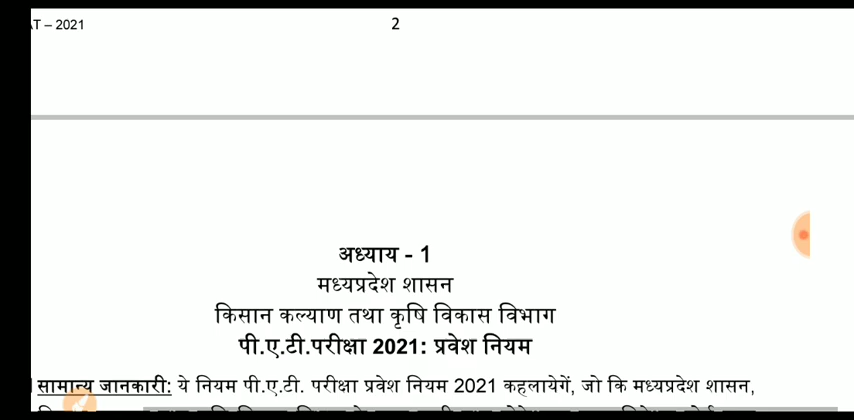 T – 2021
2
अध्याय - 1
मध्यप्रदेश शासन
किसान कल्याण तथा कृषि विकास विभाग
पी.ए.टी.परीक्षा 2021: प्रवेश नियम
सामान्य जानकारी: ये नियम पी.ए.टी. परीक्षा प्रवेश नियम 2021 कहलायेगें, जो कि मध्यप्रदेश शासन,